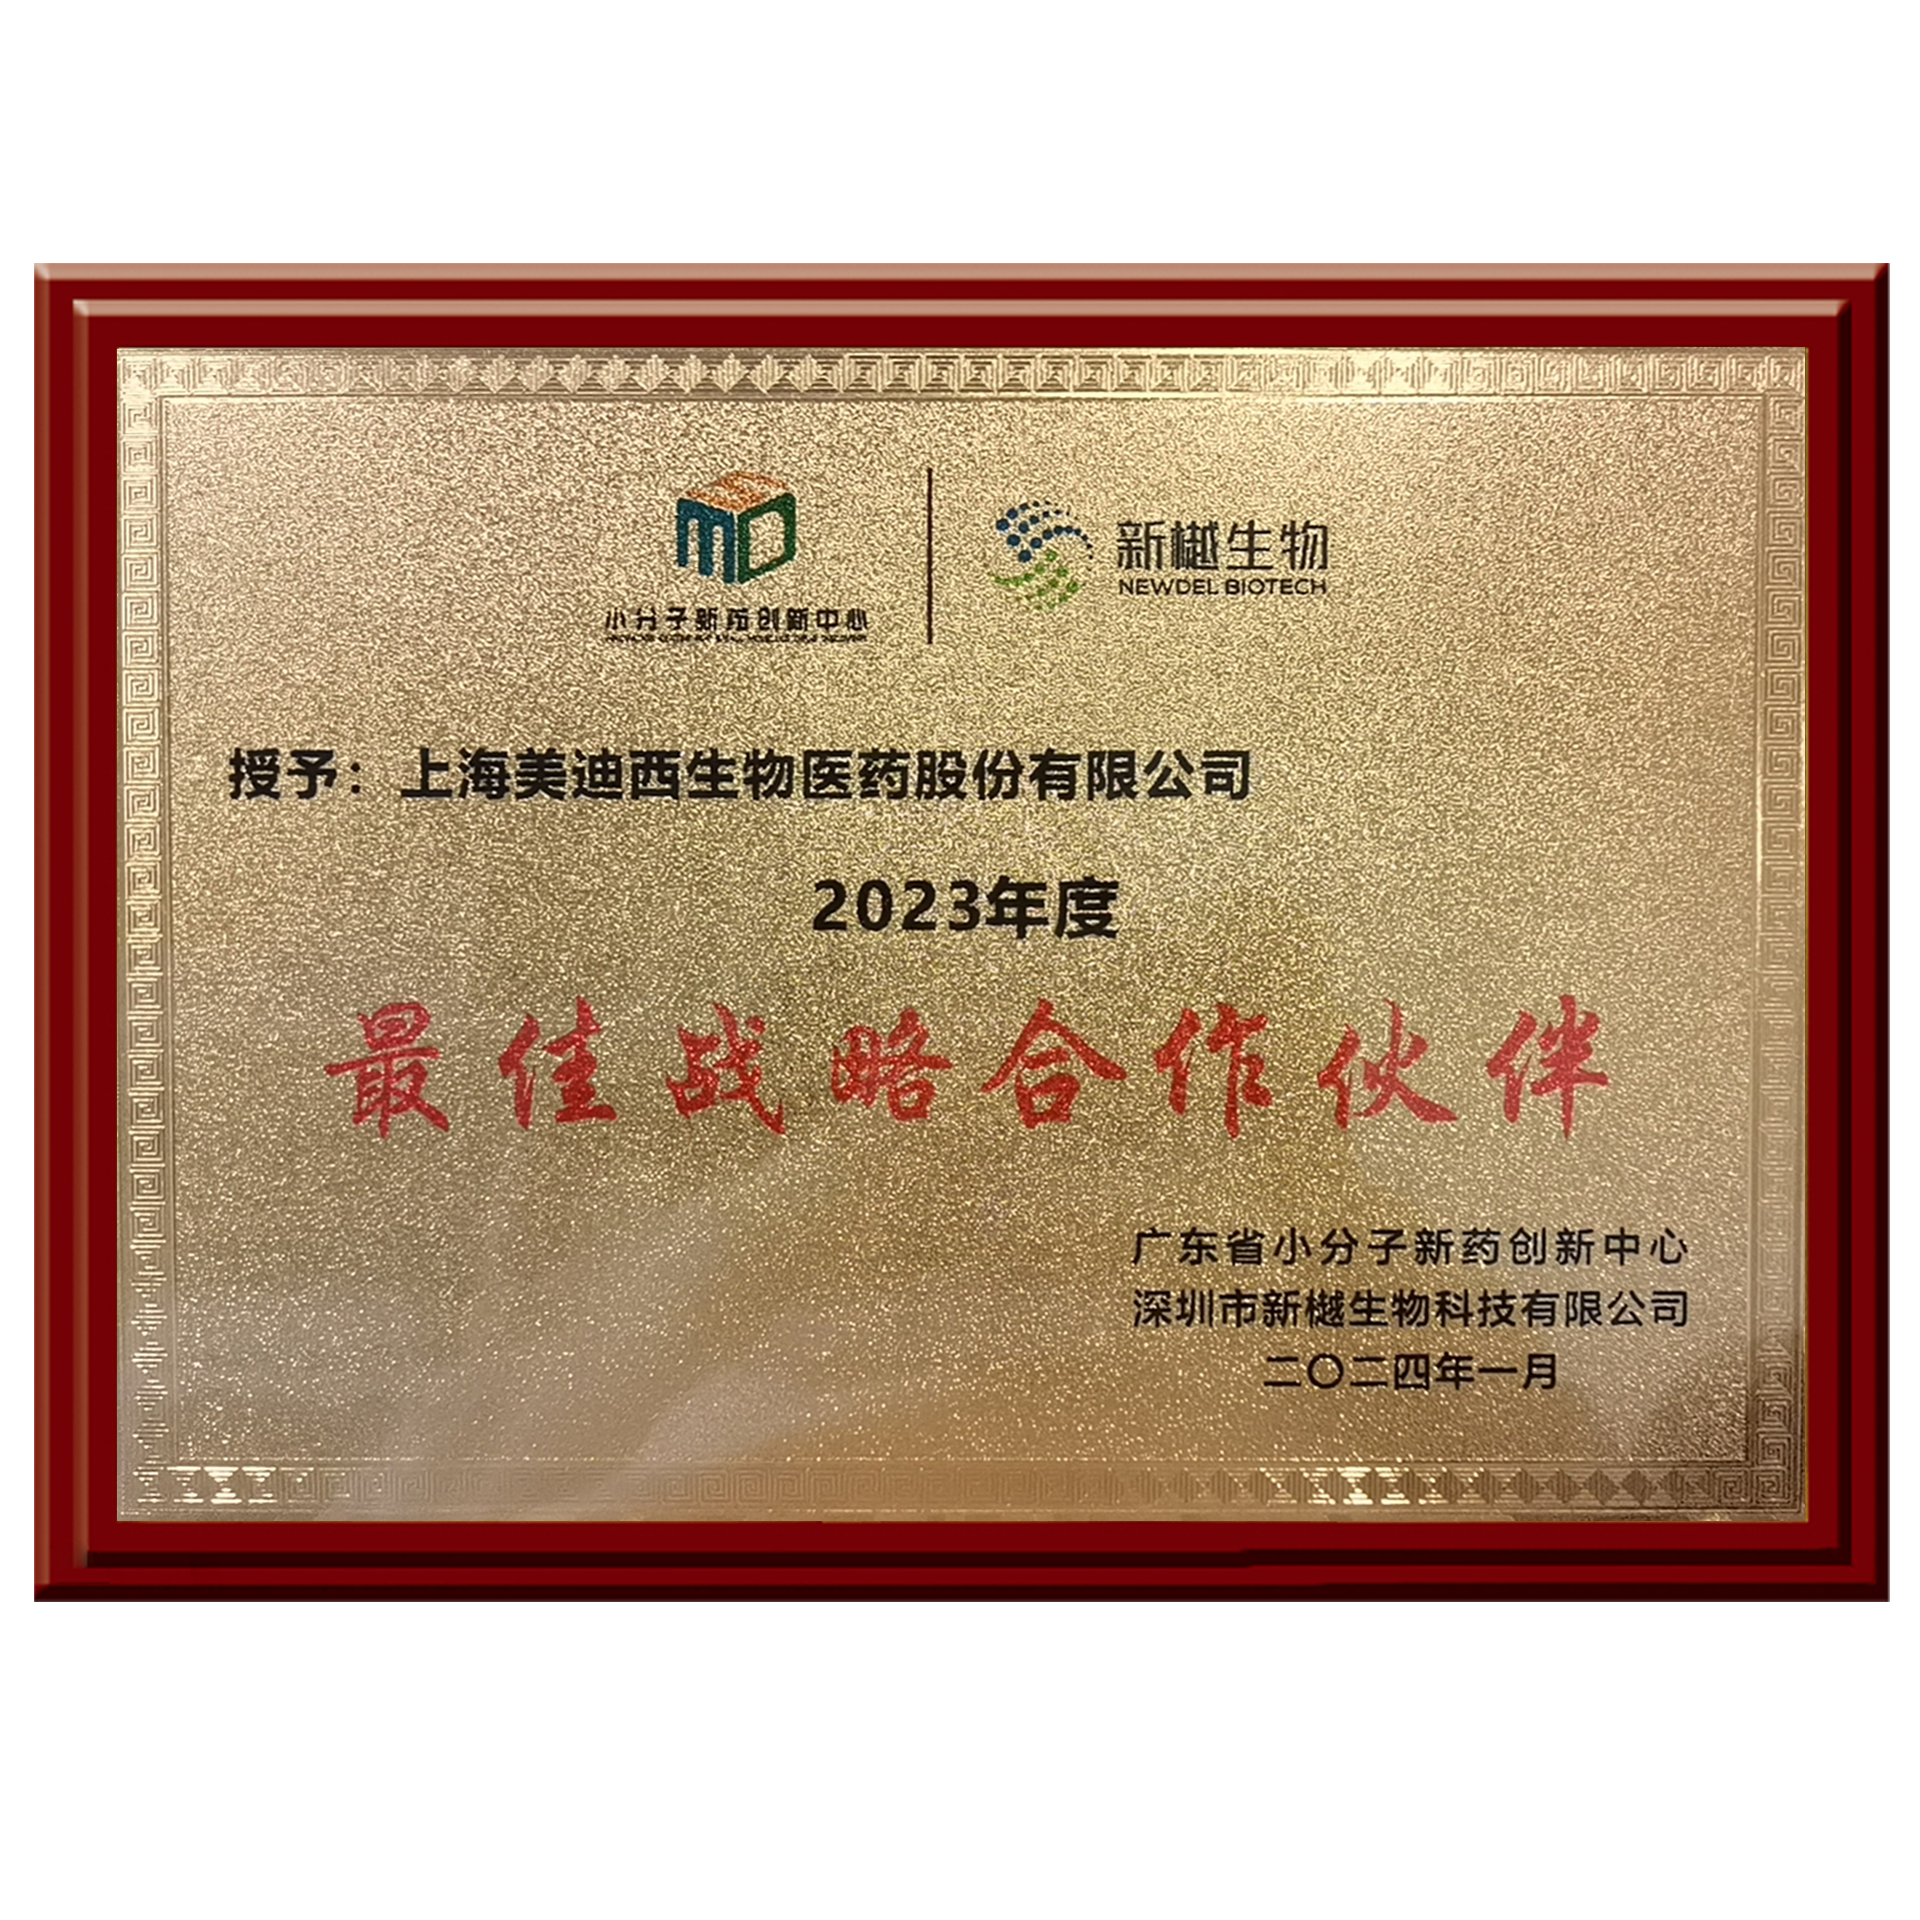 小分子新药创新中心
新樾生物
NEWDEL BIOTECH
授予：上海美迪西生物医药股份有限公司
2023年度
最佳战略合作伙伴
广东省小分子新药创新中心
深圳市新樾生物科技有限公司
二〇二四年一月